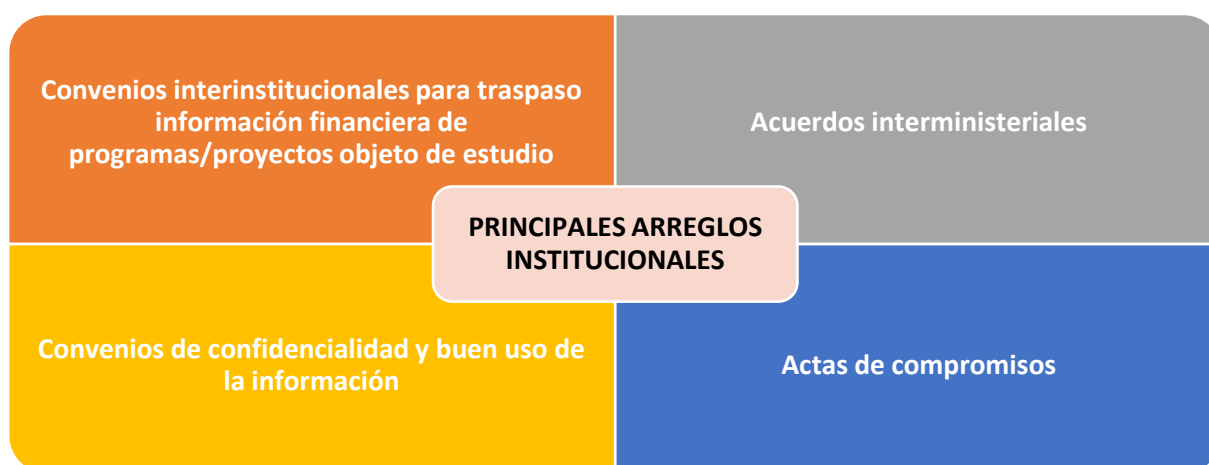 Convenios interinstitucionales para traspaso
información financiera de
programas/proyectos objeto de estudio
Acuerdos interministeriales
PRINCIPALES ARREGLOS
INSTITUCIONALES
Convenios de confidencialidad y buen uso de
la información
Actas de compromisos